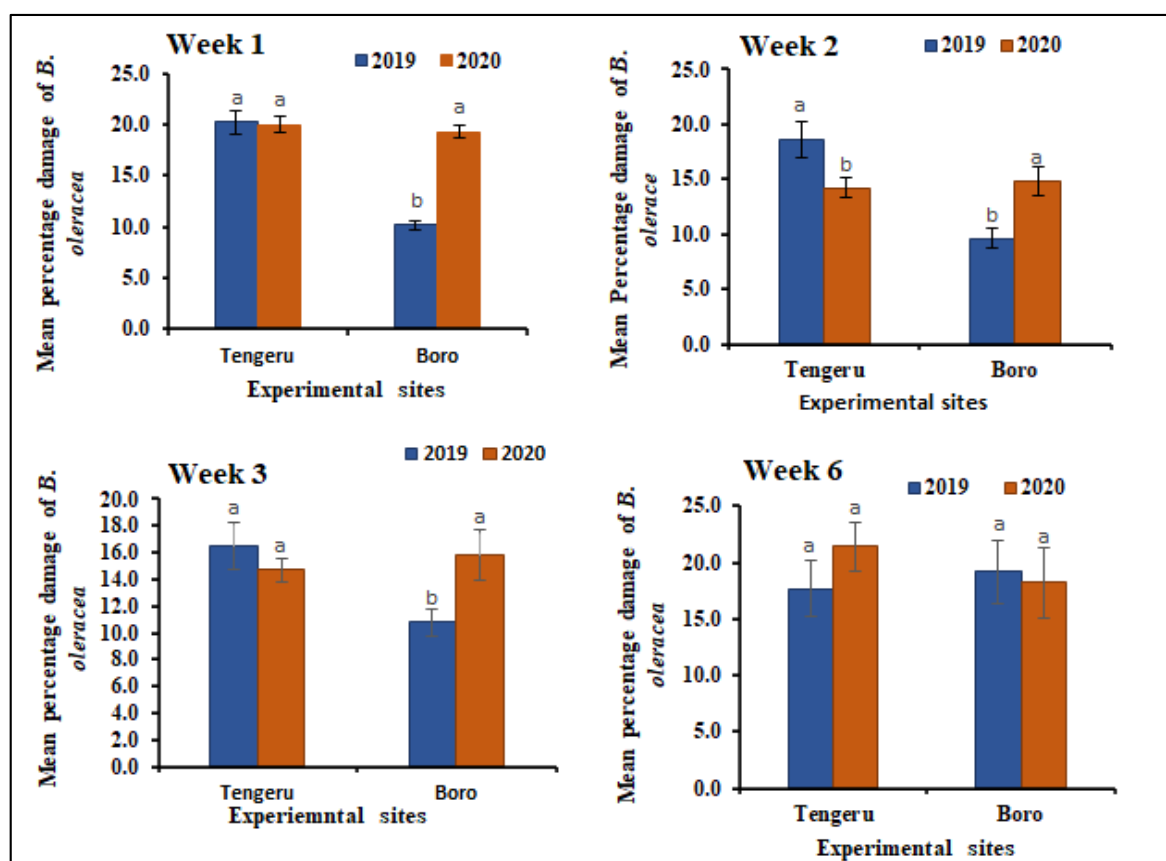 Week 1
2019 2020
Mean percentage damage of B.
oleracea
25.0
20.0
15.0
10.0
5.0
0.0
a a b a
Tengeru Boro
Experimental sites
Week 2
2019 2020
Mean Percentage damage of B.
olerace
25.0
20.0
15.0
10.0
5.0
0.0
a b b a
Tengeru Boro
Experimental sites
Week 3
2019 2020
Mean percentage damage of B.
oleracea
20.0
18.0
16.0
14.0
12.0
10.0
8.0
6.0
4.0
2.0
0.0
a a b a
Tengeru Boro
Experiemntal sites
Week 6
2019 2020
Mean percentage damage of B.
oleracea
25.0
20.0
15.0
10.0
5.0
0.0
a a a a
Tengeru Boro
Experimental sites